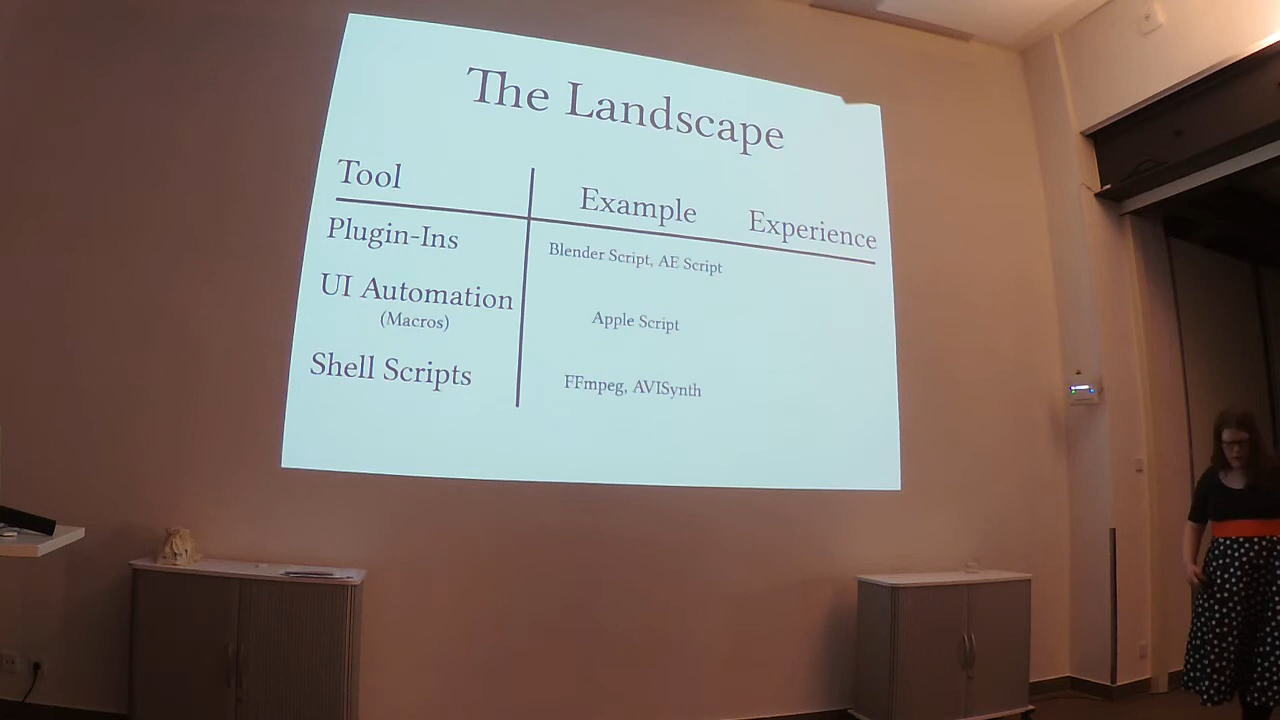 The Landscape
Tool Example Experience
Plugin-Ins Blender Script, AE Script
UI Automation
(Macros) Apple Script
Shell Scripts FFmpeg, AVISynth